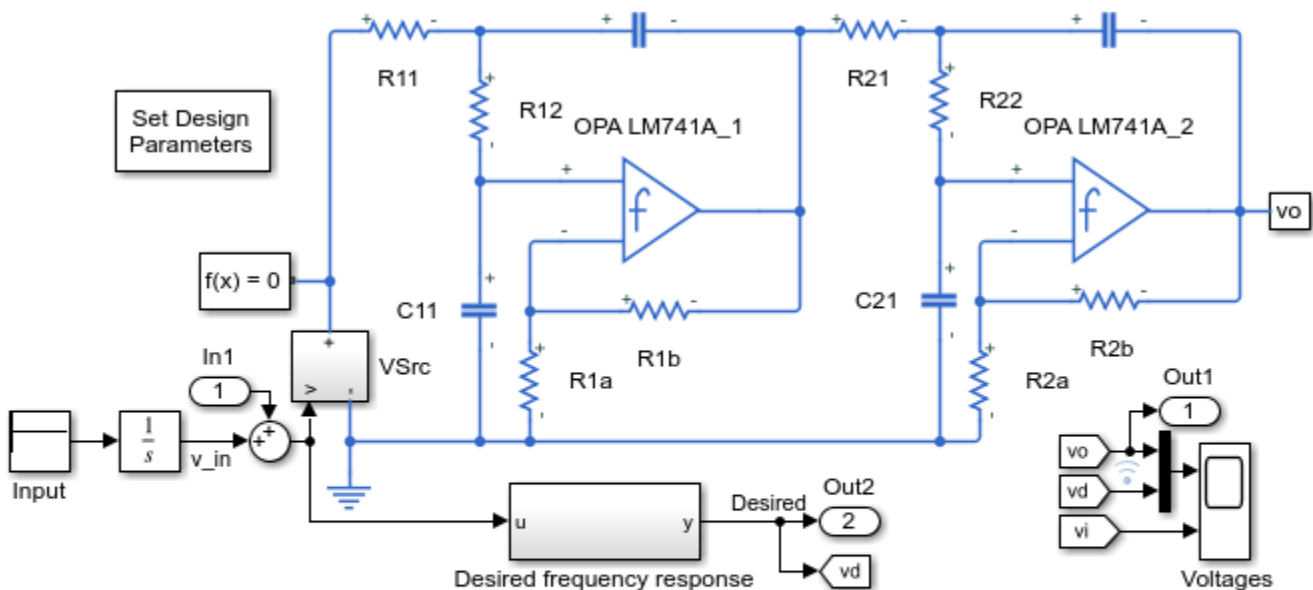 R11
R21
R12
R22
OPA LM741A_1
OPA LM741A_2
Set Design
Parameters
vo
f(x) = 0
C11
C21
VSrc
R1b
R2b
In1
1
R1a
R2a
Out1
1
1
s
v_in
Input
vo
vd
vi
Voltages
u
y
Desired
Out2
2
vd
Desired frequency response